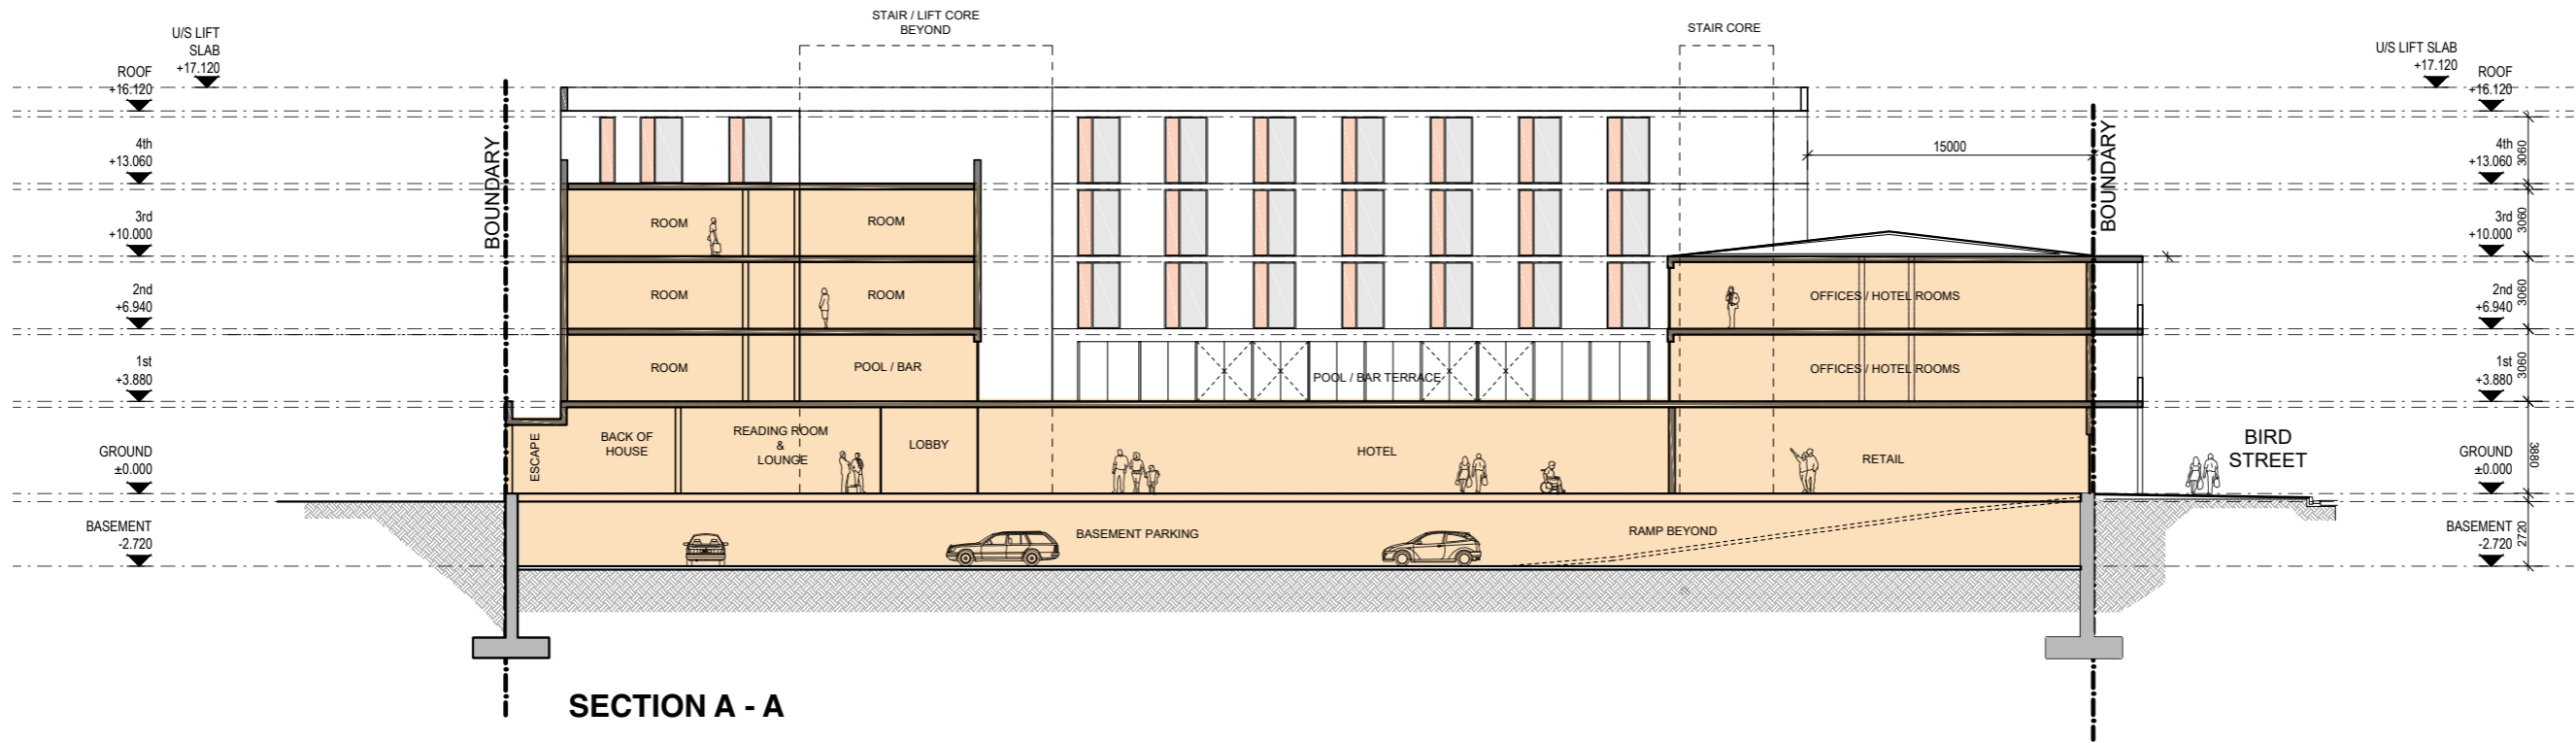 STAIR / LIFT CORE
BEYOND
STAIR CORE
U/S LIFT
SLAB
+17.120
ROOF
+16.120
4th
+13.060
3rd
+10.000
2nd
+6.940
1st
+3.880
GROUND
±0.000
BASEMENT
-2.720
BOUNDARY
ROOM
ROOM
ROOM
ROOM
ROOM
POOL / BAR
POOL / BAR TERRACE
OFFICES / HOTEL ROOMS
OFFICES / HOTEL ROOMS
ESCAPE
BACK OF
HOUSE
READING ROOM
&
LOUNGE
LOBBY
HOTEL
RETAIL
BASEMENT PARKING
RAMP BEYOND
15000
BOUNDARY
BIRD
STREET
U/S LIFT SLAB
+17.120
ROOF
+16.120
4th
+13.060
3rd
+10.000
2nd
+6.940
1st
+3.880
GROUND
±0.000
BASEMENT
-2.720
3060
3060
3060
3060
3880
2720
SECTION A - A